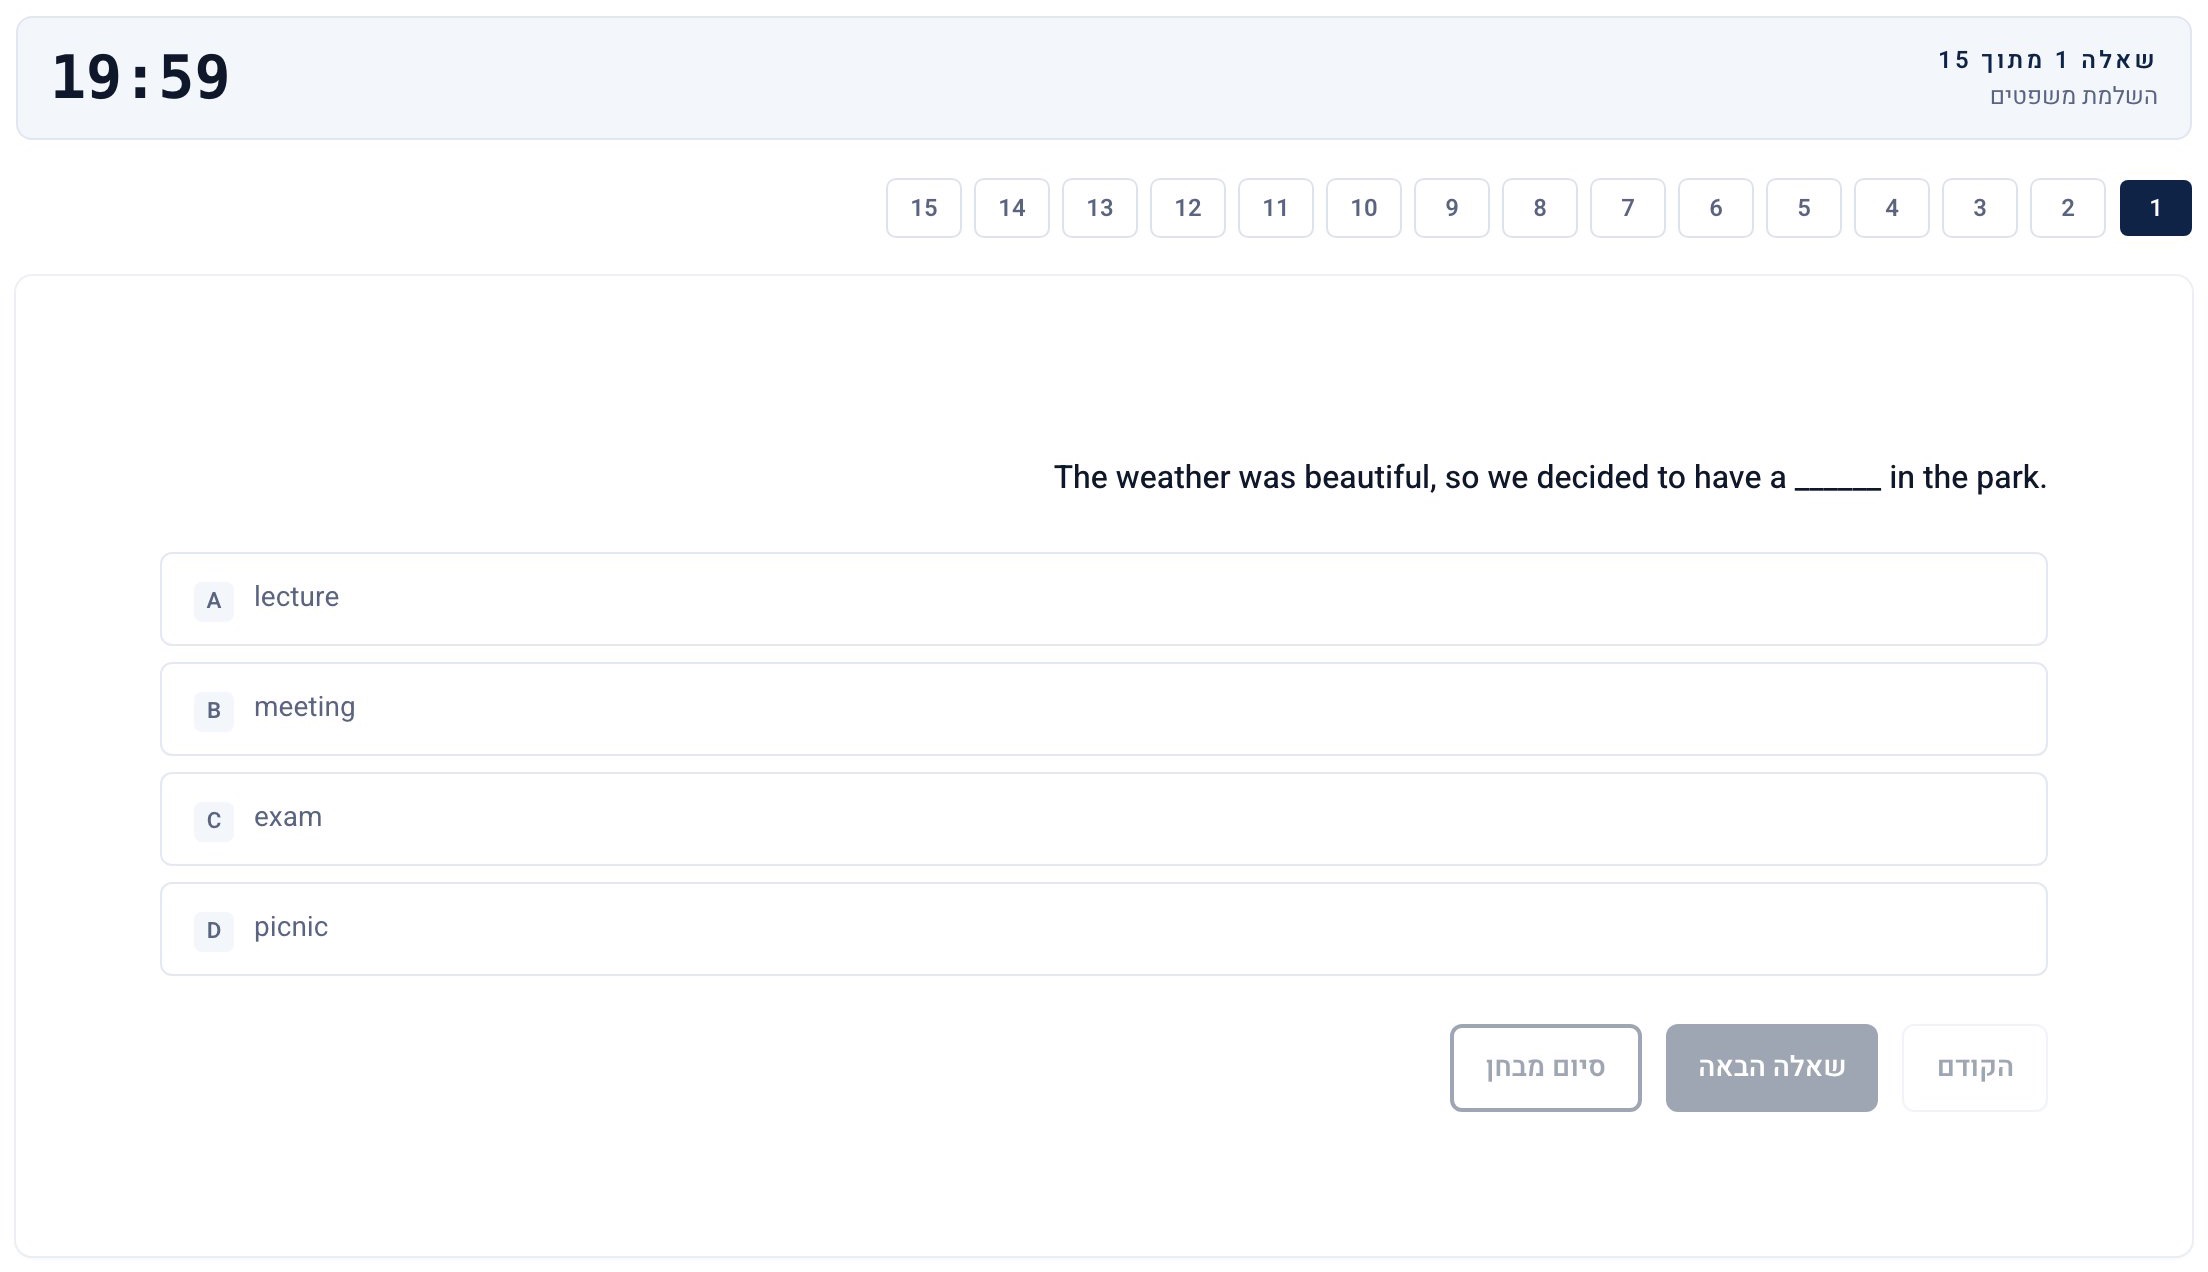 שאלה 1 מתוך 15
השלמת משפטים
19:59
1 2 3 4 5 6 7 8 9 10 11 12 13 14 15
The weather was beautiful, so we decided to have a ______ in the park.
A lecture
B meeting
C exam
D picnic
הקודם שאלה הבאה סיום מבחן